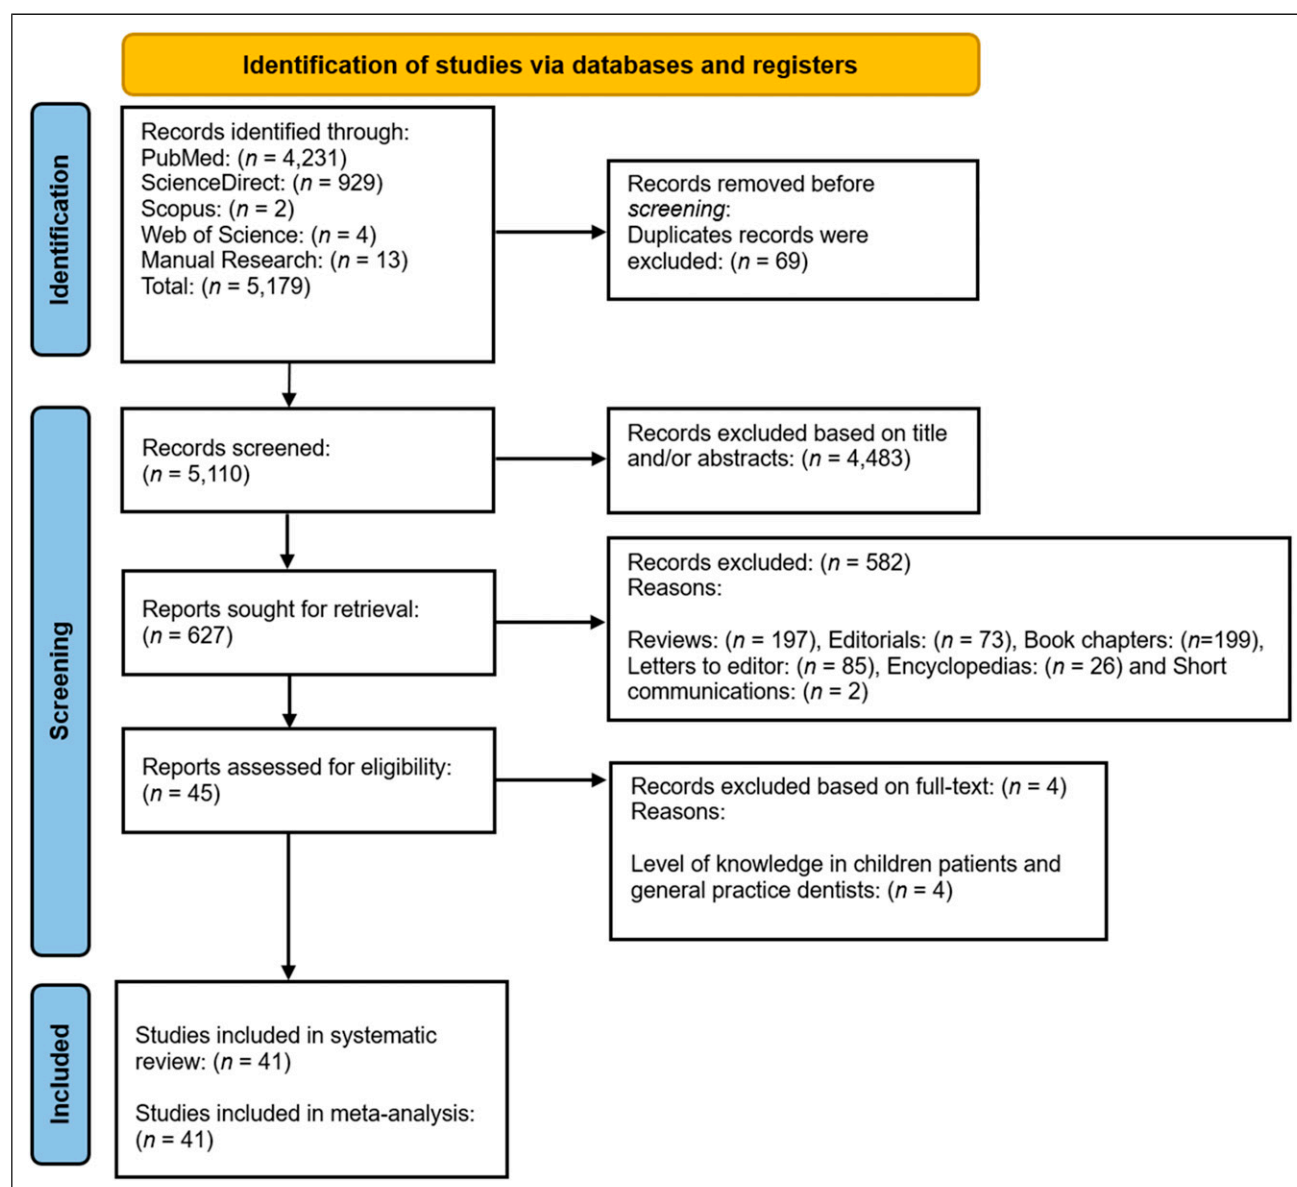 Identification of studies via databases and registers
Identification
Records identified through:
PubMed: (n = 4,231)
ScienceDirect: (n = 929)
Scopus: (n = 2)
Web of Science: (n = 4)
Manual Research: (n = 13)
Total: (n = 5,179)
Records removed before
screening:
Duplicates records were
excluded: (n = 69)
Screening
Records screened:
(n = 5,110)
Records excluded based on title
and/or abstracts: (n = 4,483)
Reports sought for retrieval:
(n = 627)
Records excluded: (n = 582)
Reasons:
Reviews: (n = 197), Editorials: (n = 73), Book chapters: (n=199),
Letters to editor: (n = 85), Encyclopedias: (n = 26) and Short
communications: (n = 2)
Reports assessed for eligibility:
(n = 45)
Records excluded based on full-text: (n = 4)
Reasons:
Level of knowledge in children patients and
general practice dentists: (n = 4)
Included
Studies included in systematic
review: (n = 41)
Studies included in meta-analysis:
(n = 41)